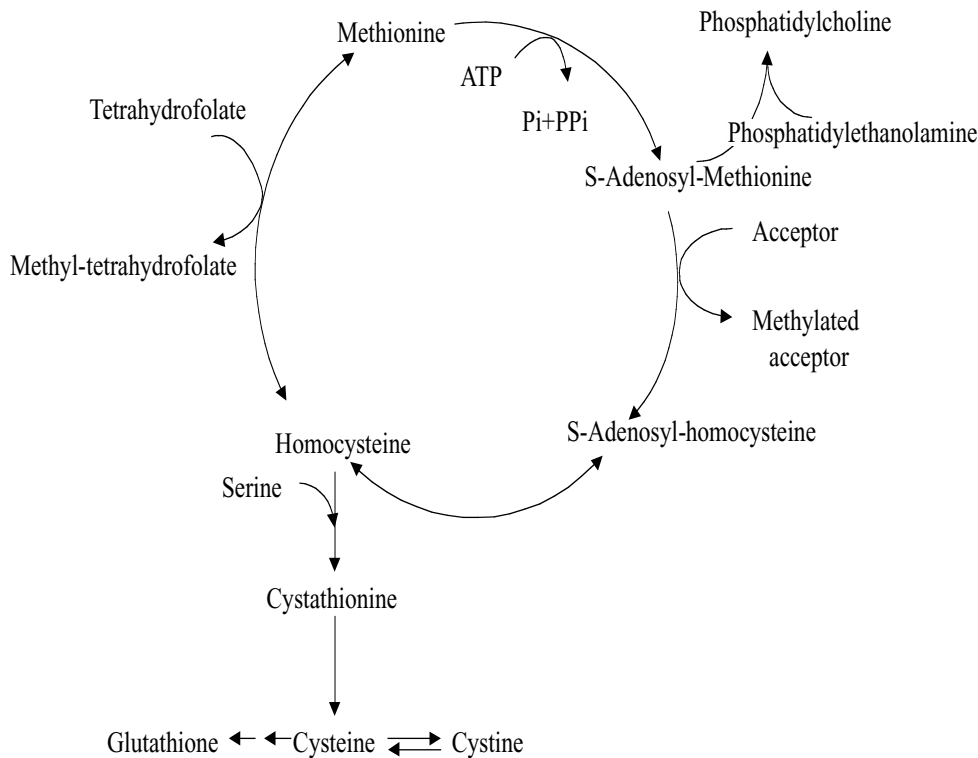 Phosphatidylcholine
Methionine
ATP
Tetrahydrofolate
Pi+PPi
Phosphatidylethanolamine
S-Adenosyl-Methionine
Acceptor
Methyl-tetrahydrofolate
Methylated
acceptor
S-Adenosyl-homocysteine
Homocysteine
Serine
Cystathionine
Glutathione
Cysteine
Cystine